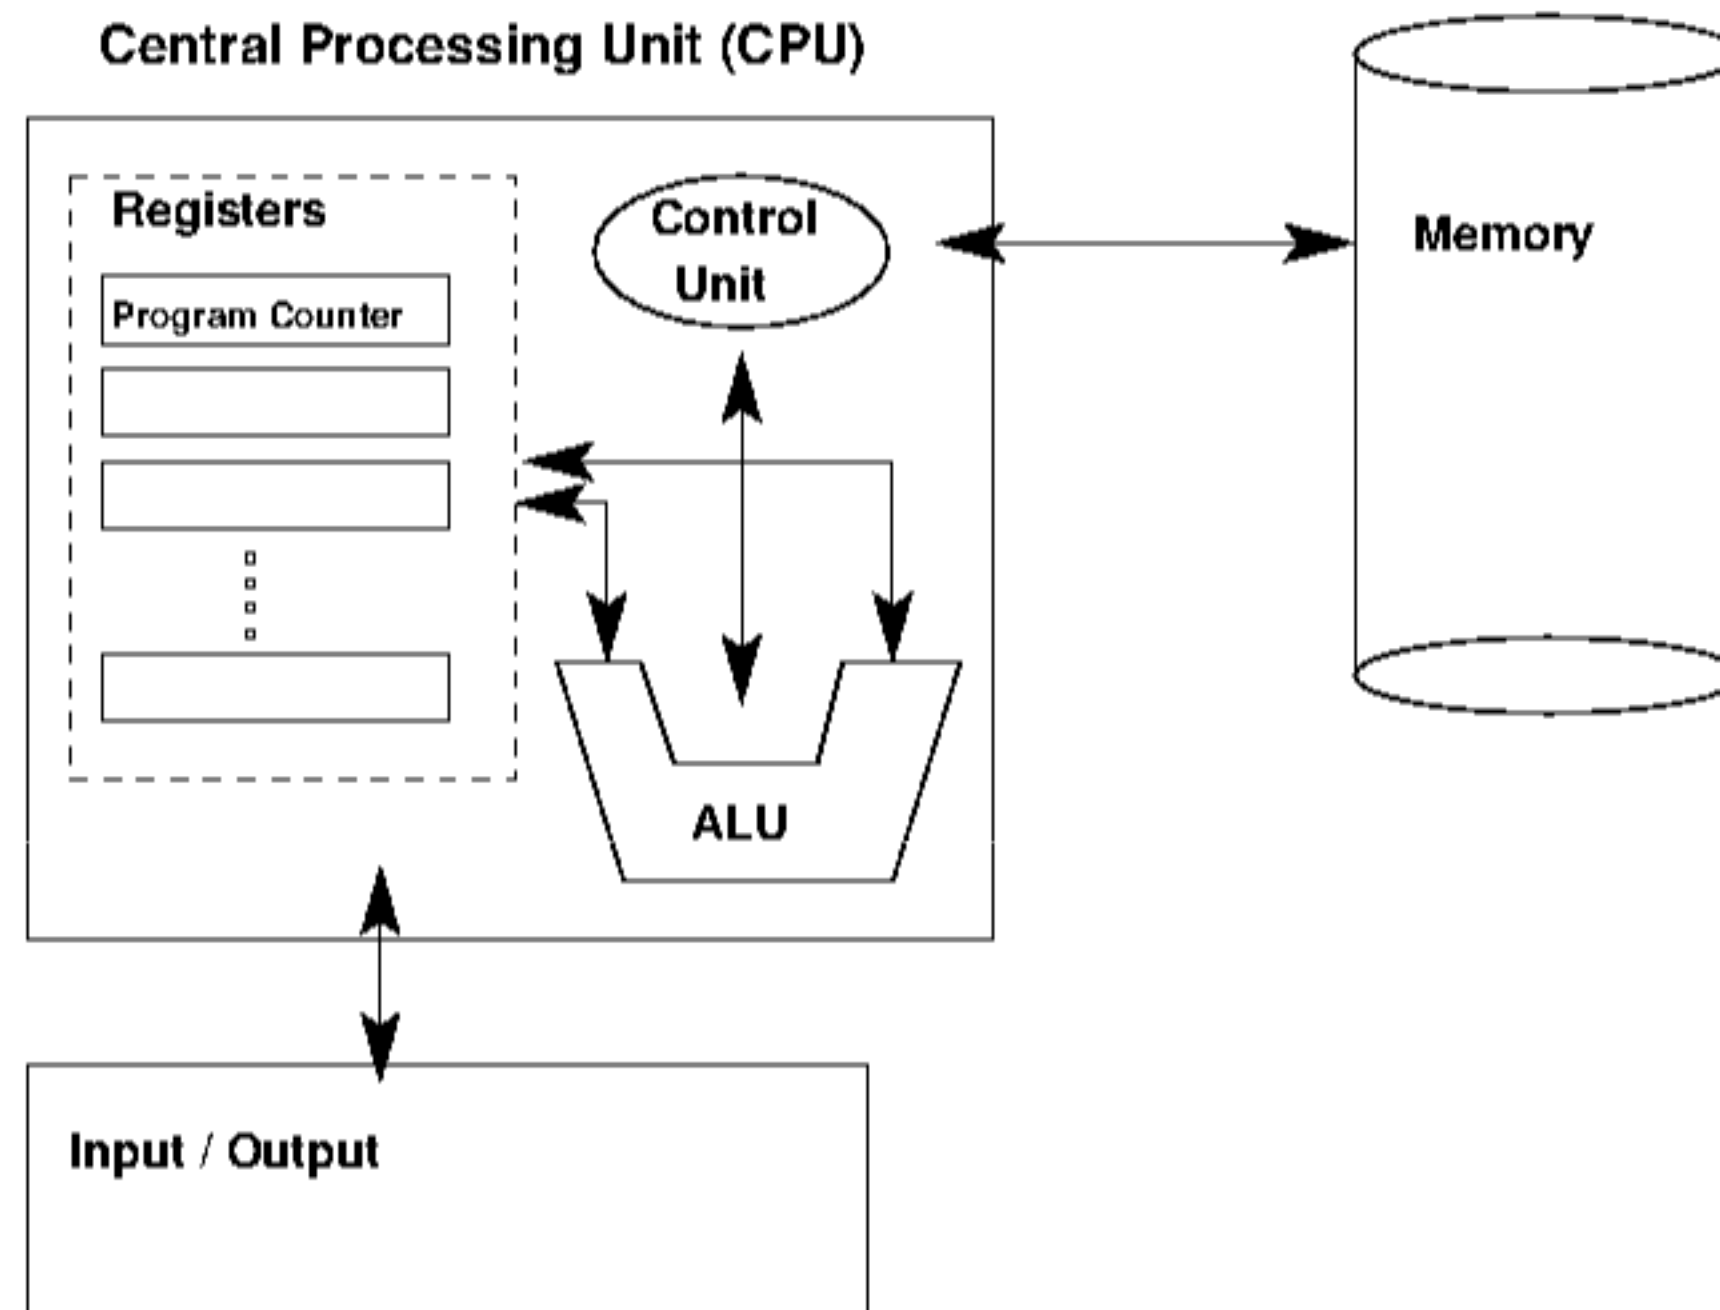 Central Processing Unit (CPU)
Registers
Program Counter
Control
Unit
ALU
Memory
Input / Output